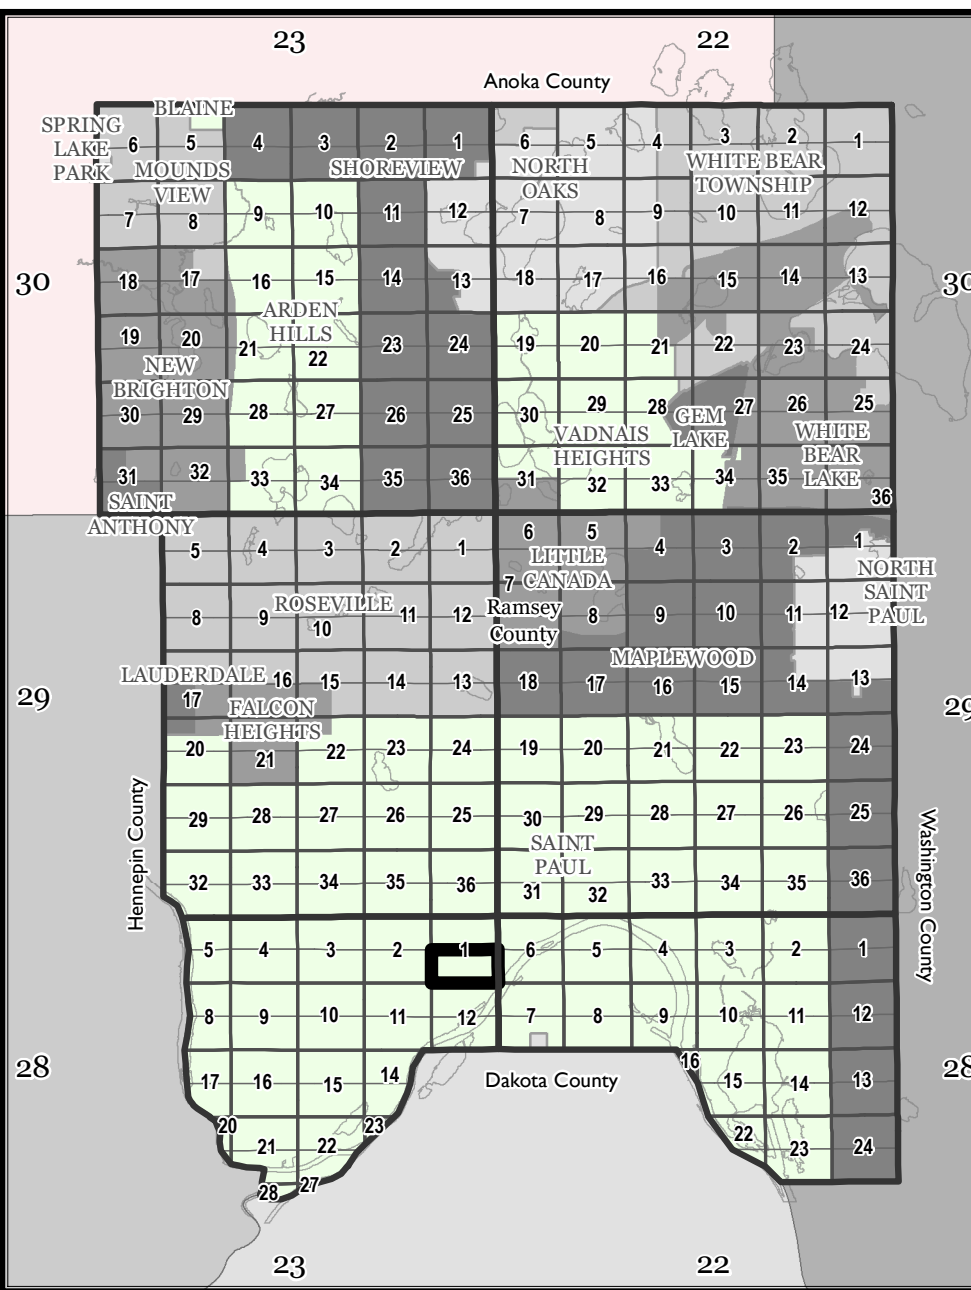 23 22
Anoka County
BLAINE
SPRING
LAKE
PARK
6 5 4 3 2 1 6 5 4 3 2 1
MOUNDS
VIEW
SHOREVIEW
NORTH
OAKS
WHITE BEAR
TOWNSHIP
7 8 9 10 11 12 7 8 9 10 11 12
30 18 17 16 15 14 13 18 17 16 15 14 13 30
ARDEN
HILLS
19 20 21 22 23 24 19 20 21 22 23 24
NEW
BRIGHTON
30 29 28 27 26 25 30 29 28 27 26 25
GEM
LAKE
VADNAIS
HEIGHTS
WHITE
BEAR
LAKE
31 32 33 34 35 36 31 32 33 34 35 36
SAINT
ANTHONY
5 4 3 2 1 6 5 4 3 2 1
LITTLE
CANADA
NORTH
SAINT
PAUL
8 9 10 11 12 7 8 9 10 11 12
ROSEVILLE
Ramsey
County
MAPLEWOOD
LAUDERDALE
29 17 16 15 14 13 18 17 16 15 14 13 29
FALCON
HEIGHTS
20 21 22 23 24 19 20 21 22 23 24
29 28 27 26 25 30 29 28 27 26 25
SAINT
PAUL
Hennepin County
Washington County
32 33 34 35 36 31 32 33 34 35 36
5 4 3 2 1 6 5 4 3 2 1
8 9 10 11 12 7 8 9 10 11 12
28 17 16 15 14 16 15 14 13 28
Dakota County
20 21 22 23 22 23 24
28 27
23 22